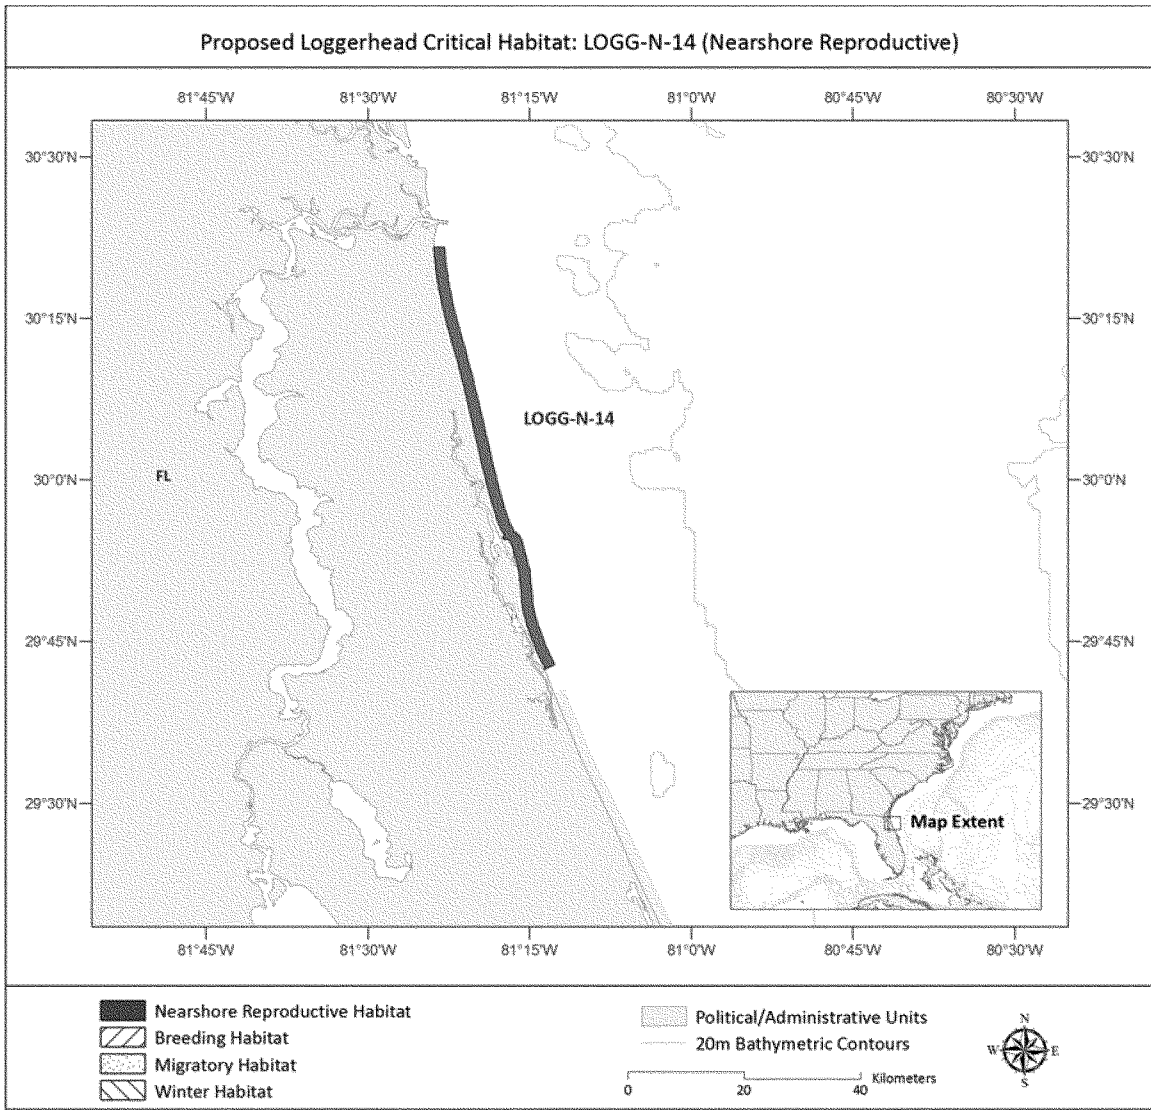 Proposed Loggerhead Critical Habitat: LOGG-N-14 (Nearshore Reproductive)
81°45'W 81°30'W 81°15'W 81°0'W 80°45'W 80°30'W
30°30'N 30°30'N
30°15'N 30°15'N
LOGG-N-14
FL
30°0'N 30°0'N
29°45'N 29°45'N
29°30'N 29°30'N
Map Extent
81°45'W 81°30'W 81°15'W 81°0'W 80°45'W 80°30'W
Nearshore Reproductive Habitat
Breeding Habitat
Migratory Habitat
Winter Habitat
Political/Administrative Units
20m Bathymetric Contours
Kilometers
0 20 40
N
W E
S